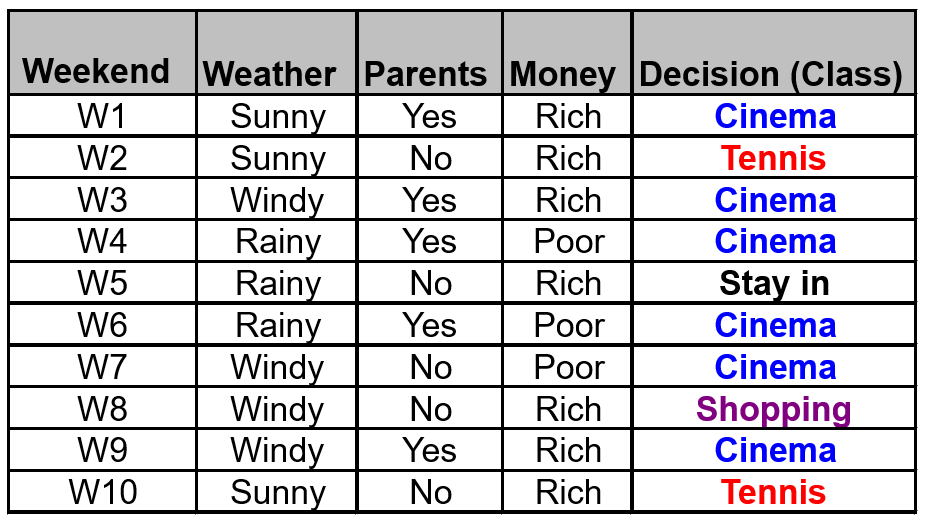 Weekend Weather Parents Money Decision (Class)
W1 Sunny Yes Rich Cinema
W2 Sunny No Rich Tennis
W3 Windy Yes Rich Cinema
W4 Rainy Yes Poor Cinema
W5 Rainy No Rich Stay in
W6 Rainy Yes Poor Cinema
W7 Windy No Poor Cinema
W8 Windy No Rich Shopping
W9 Windy Yes Rich Cinema
W10 Sunny No Rich Tennis